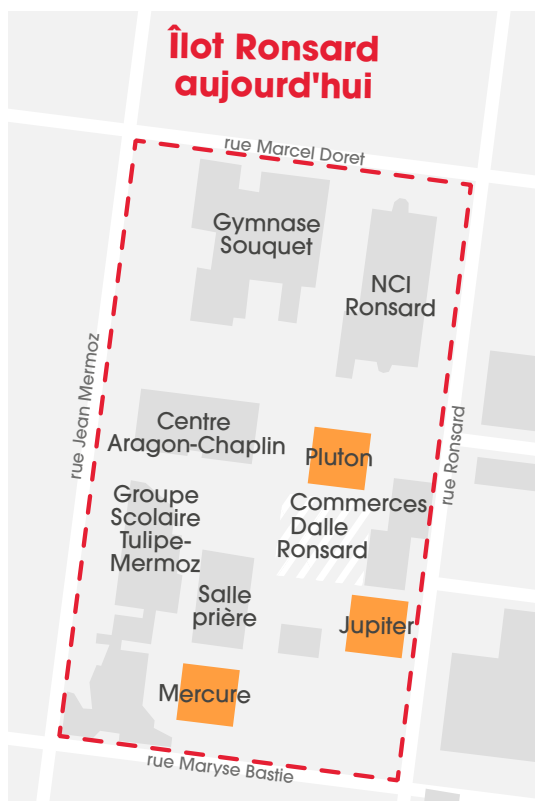 Îlot Ronsard
aujourd'hui
rue Marcel Doret
Gymnase
Souquet
NCI
Ronsard
rue Jean Mermoz
Centre
Aragon-Chaplin
Pluton
rue Ronsard
Groupe
Scolaire
Tulipe-
Mermoz
Commerces
Dalle
Ronsard
Salle
prière
Jupiter
Mercure
rue Maryse Bastie